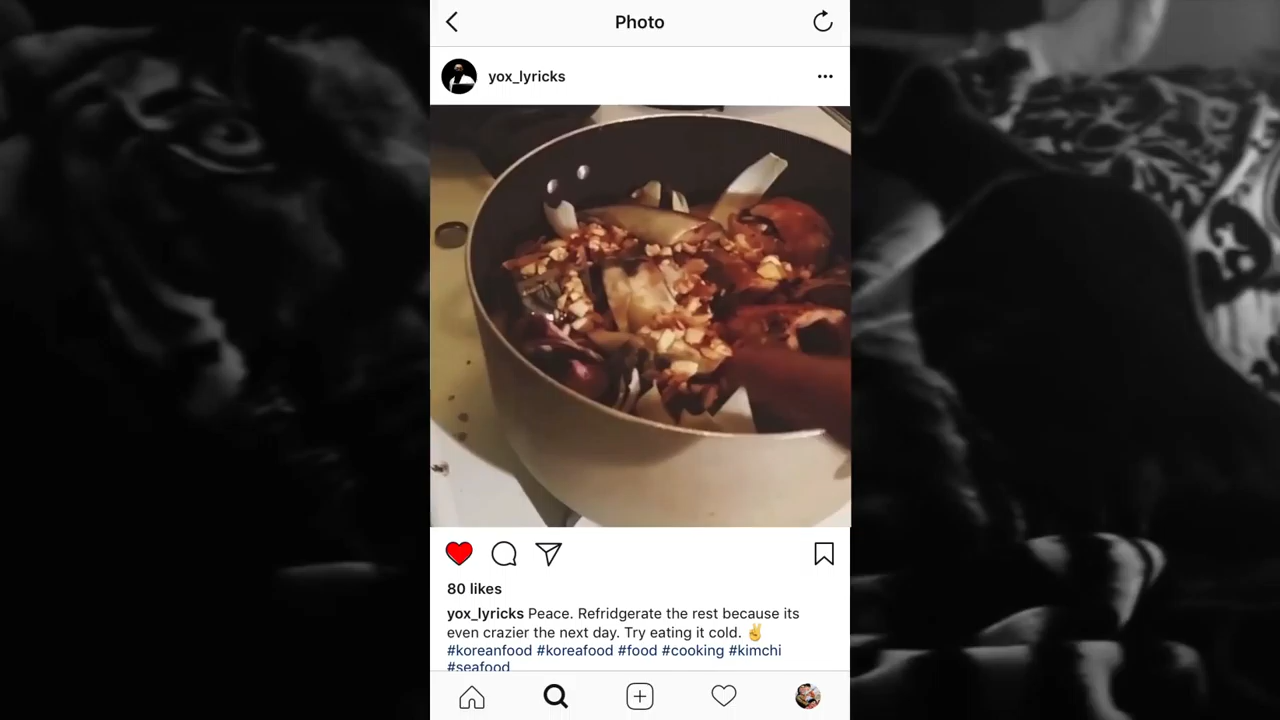 Photo
yox_lyricks
80 likes
yox_lyricks Peace. Refridgerate the rest because its
even crazier the next day. Try eating it cold. ✌️
#koreanfood #koreafood #food #cooking #kimchi
#seafood